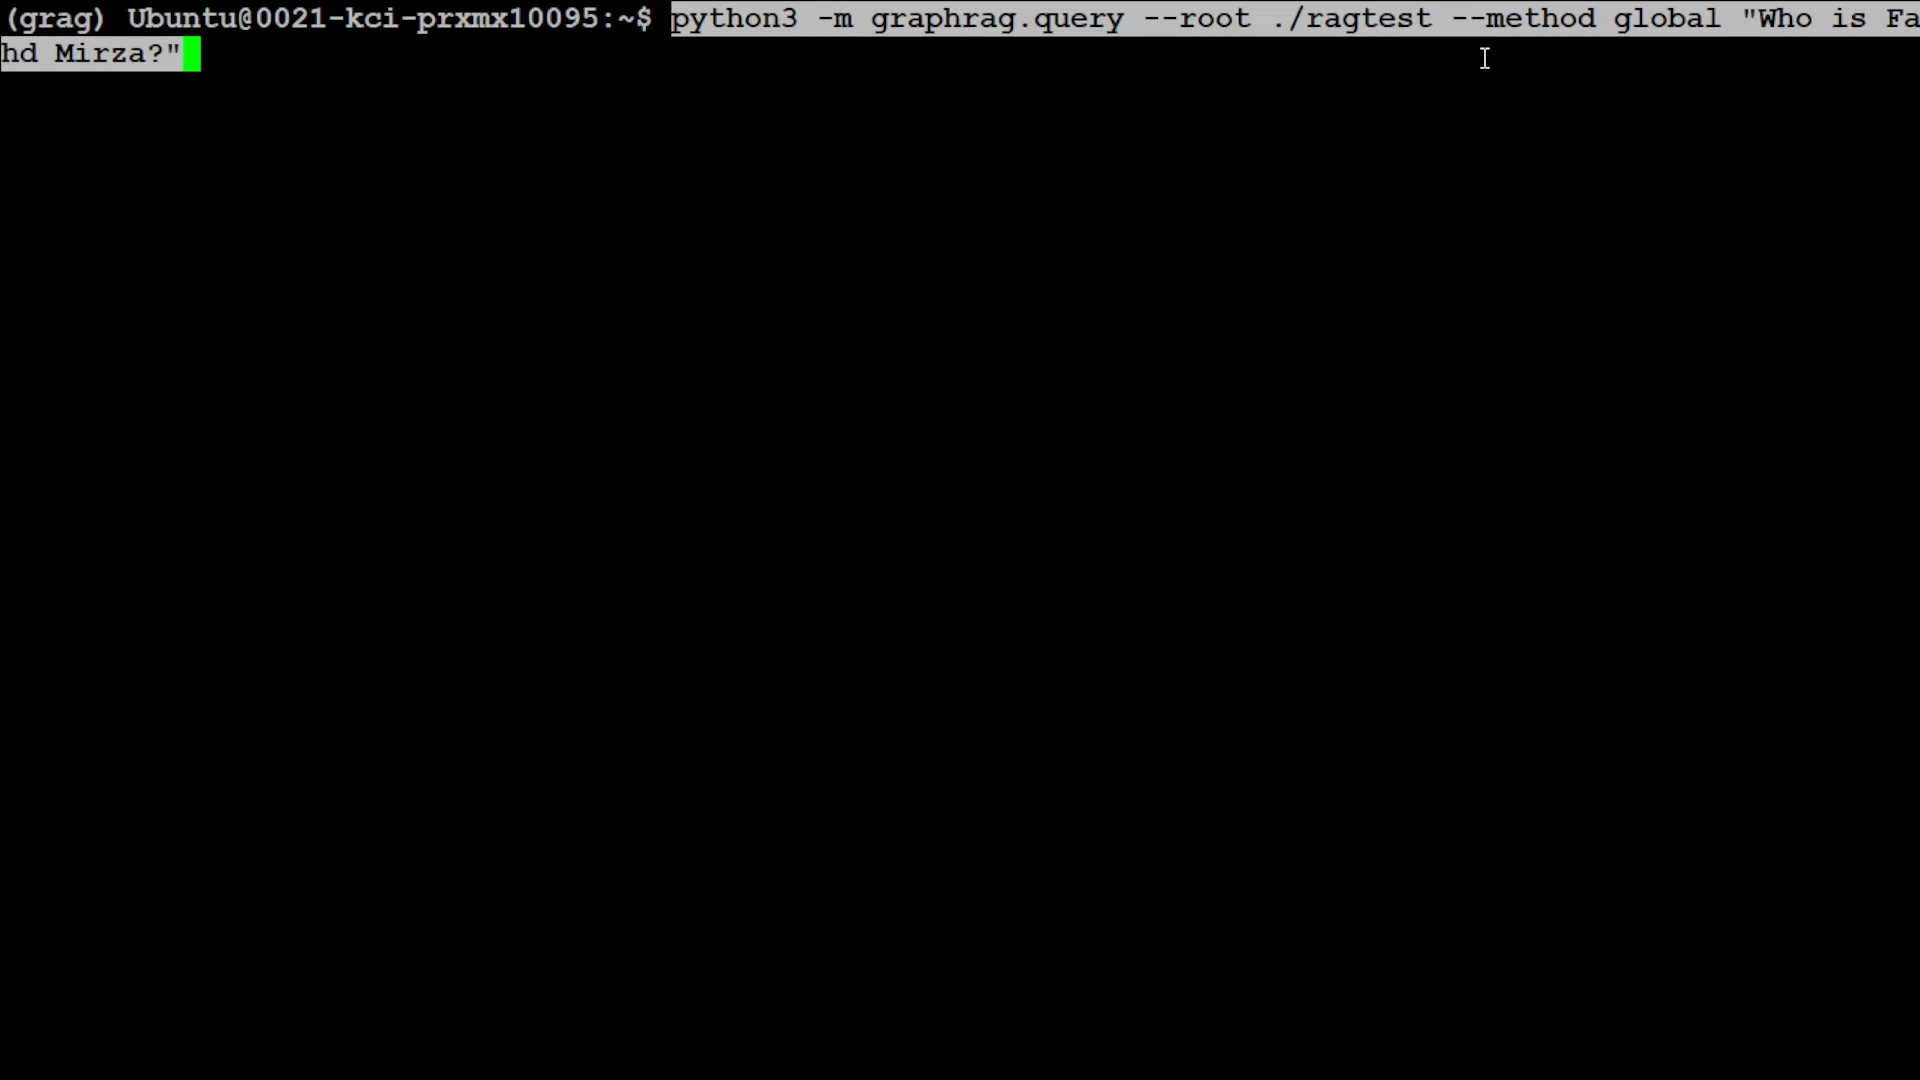 (grag) Ubuntu@0021-kci-prxmx10095:~$ python3 -m graphrag.query --root ./ragtest --method global "Who is Fa
hd Mirza?"